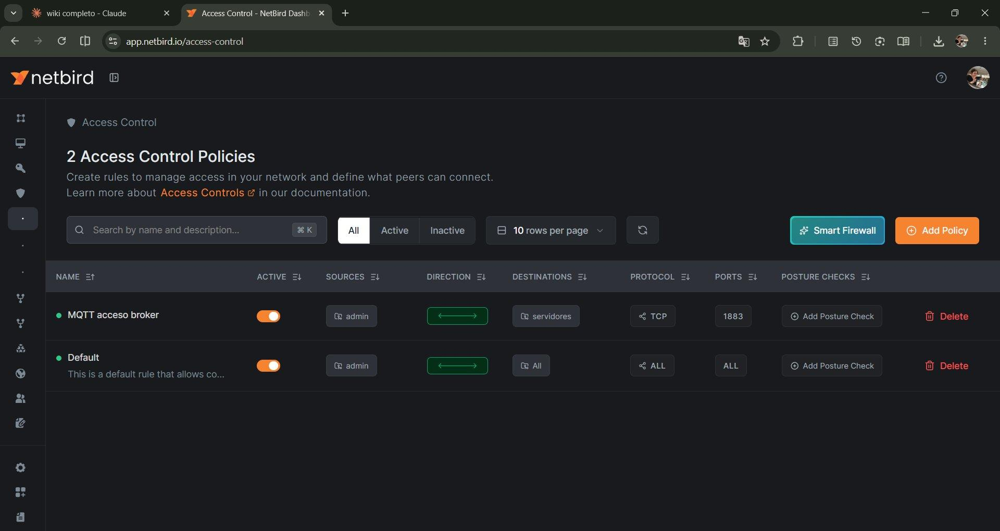 wiki completo - Claude
Access Control - NetBird Dashb
app.netbird.io/access-control
netbird
Access Control
2 Access Control Policies
Create rules to manage access in your network and define what peers can connect.
Learn more about Access Controls in our documentation.
Search by name and description... ⌘ K All Active Inactive 10 rows per page Smart Firewall Add Policy
NAME ACTIVE SOURCES DIRECTION DESTINATIONS PROTOCOL PORTS POSTURE CHECKS
MQTT acceso broker admin servidores TCP 1883 Add Posture Check Delete
Default admin All ALL ALL Add Posture Check Delete
This is a default rule that allows co...